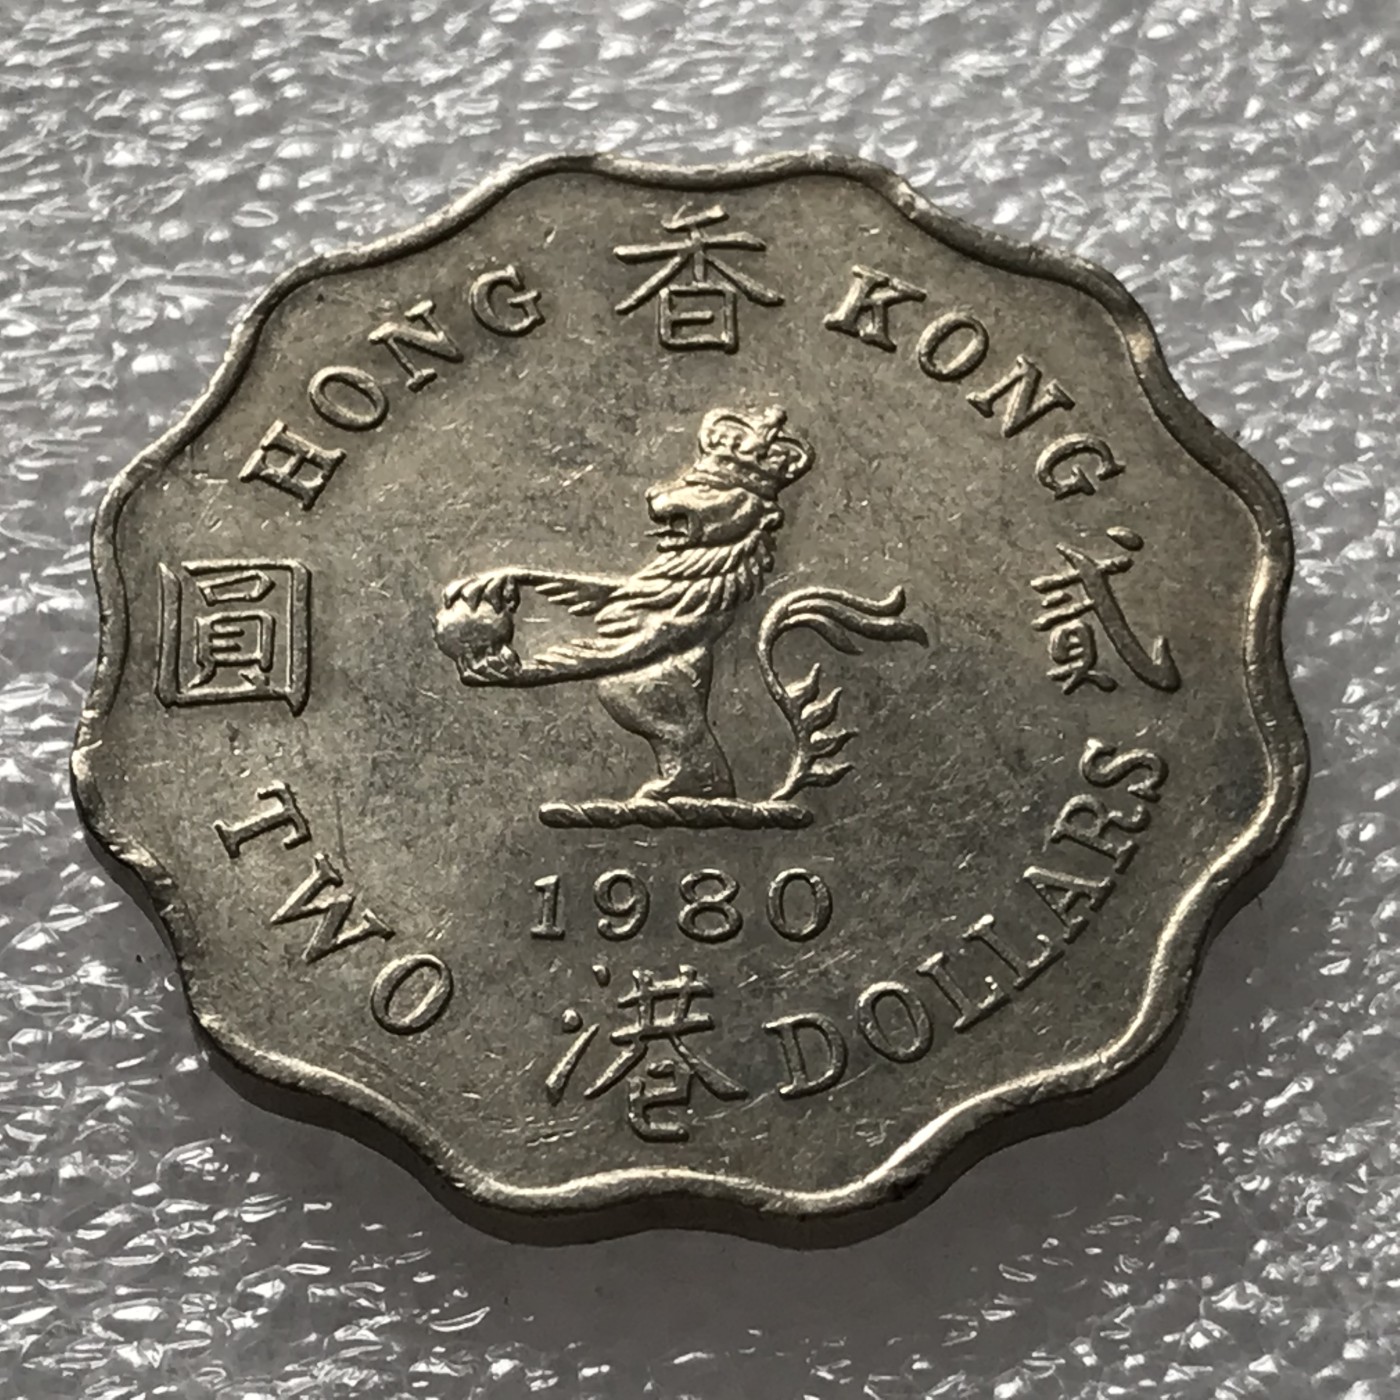 HONG KONG
香
港
貳
圓
1980
TWO DOLLARS